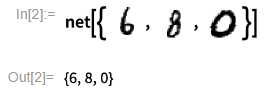 In[2]:= net[{ 6 , 8 , 0 }]
Out[2]= {6, 8, 0}